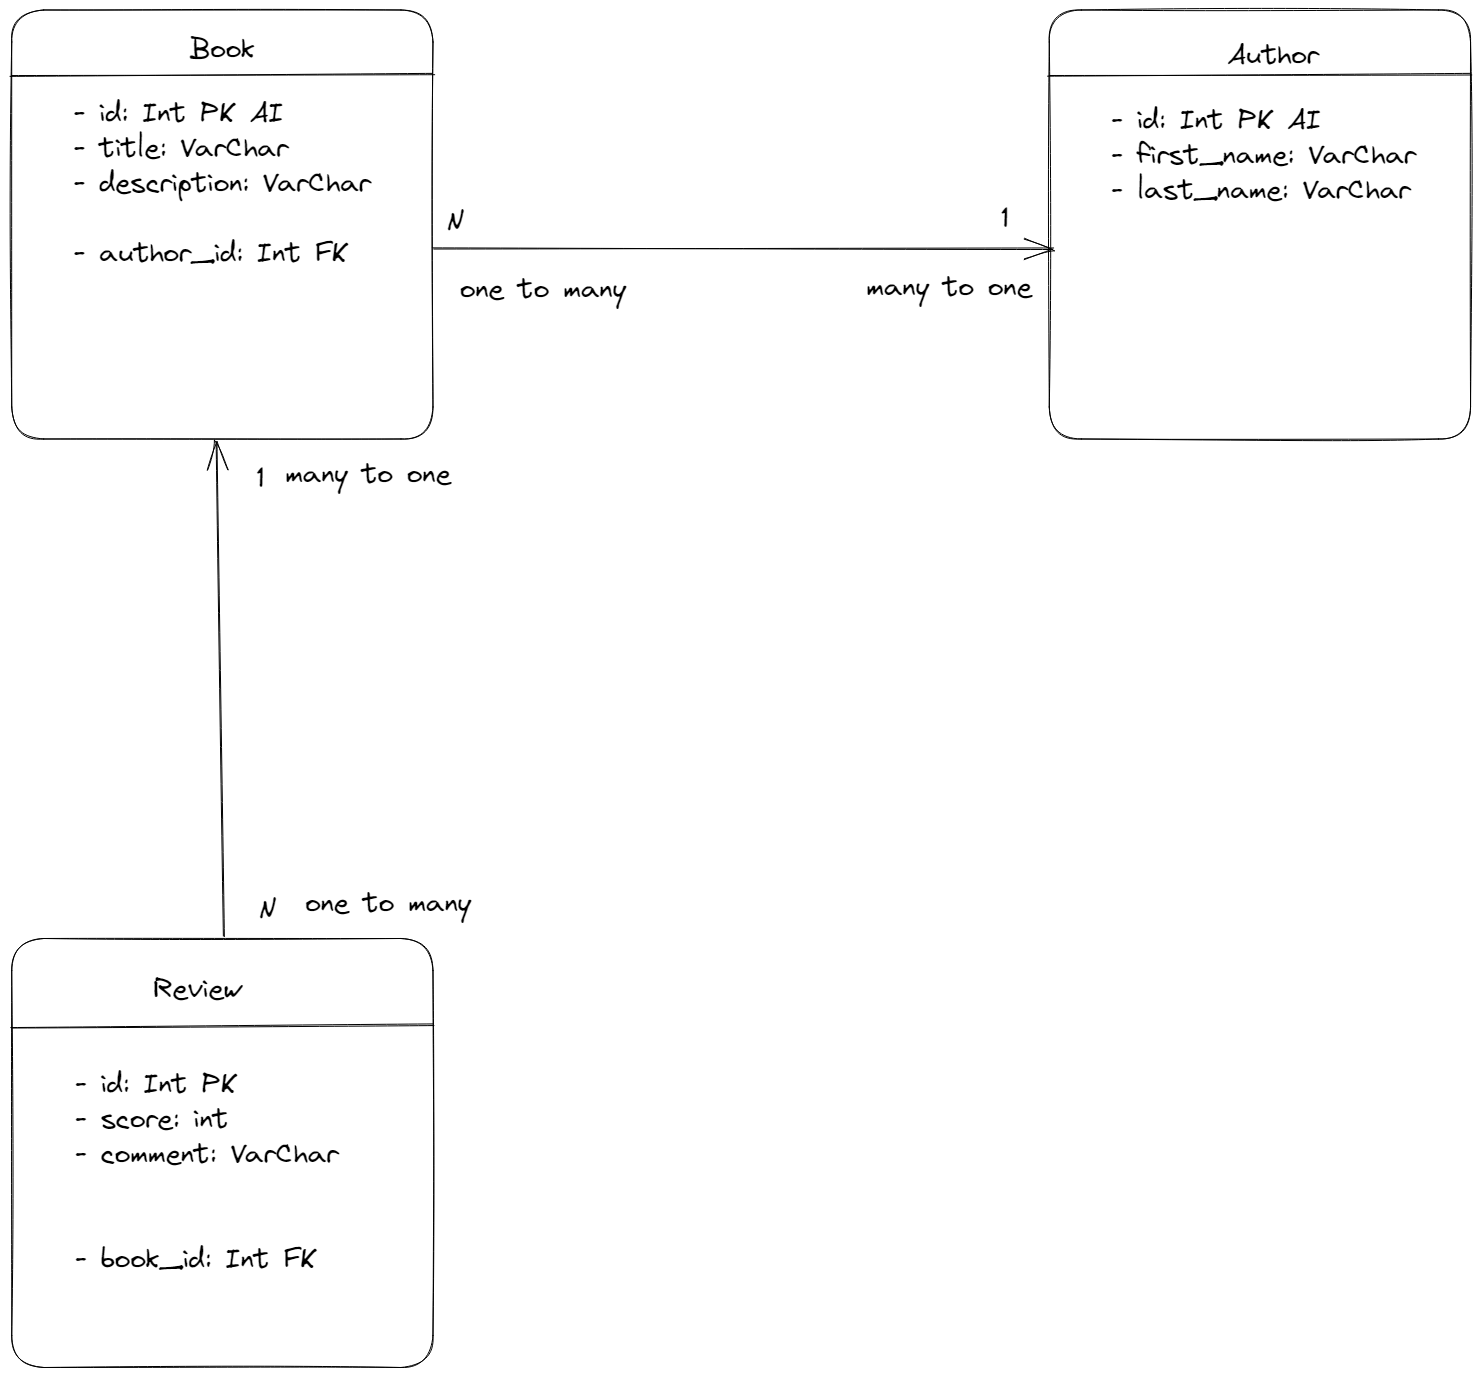 Book
- id: Int PK AI
- title: VarChar
- description: VarChar
- author_id: Int FK
N
1
one to many
many to one
Author
- id: Int PK AI
- first_name: VarChar
- last_name: VarChar
1 many to one
N one to many
Review
- id: Int PK
- score: int
- comment: VarChar
- book_id: Int FK